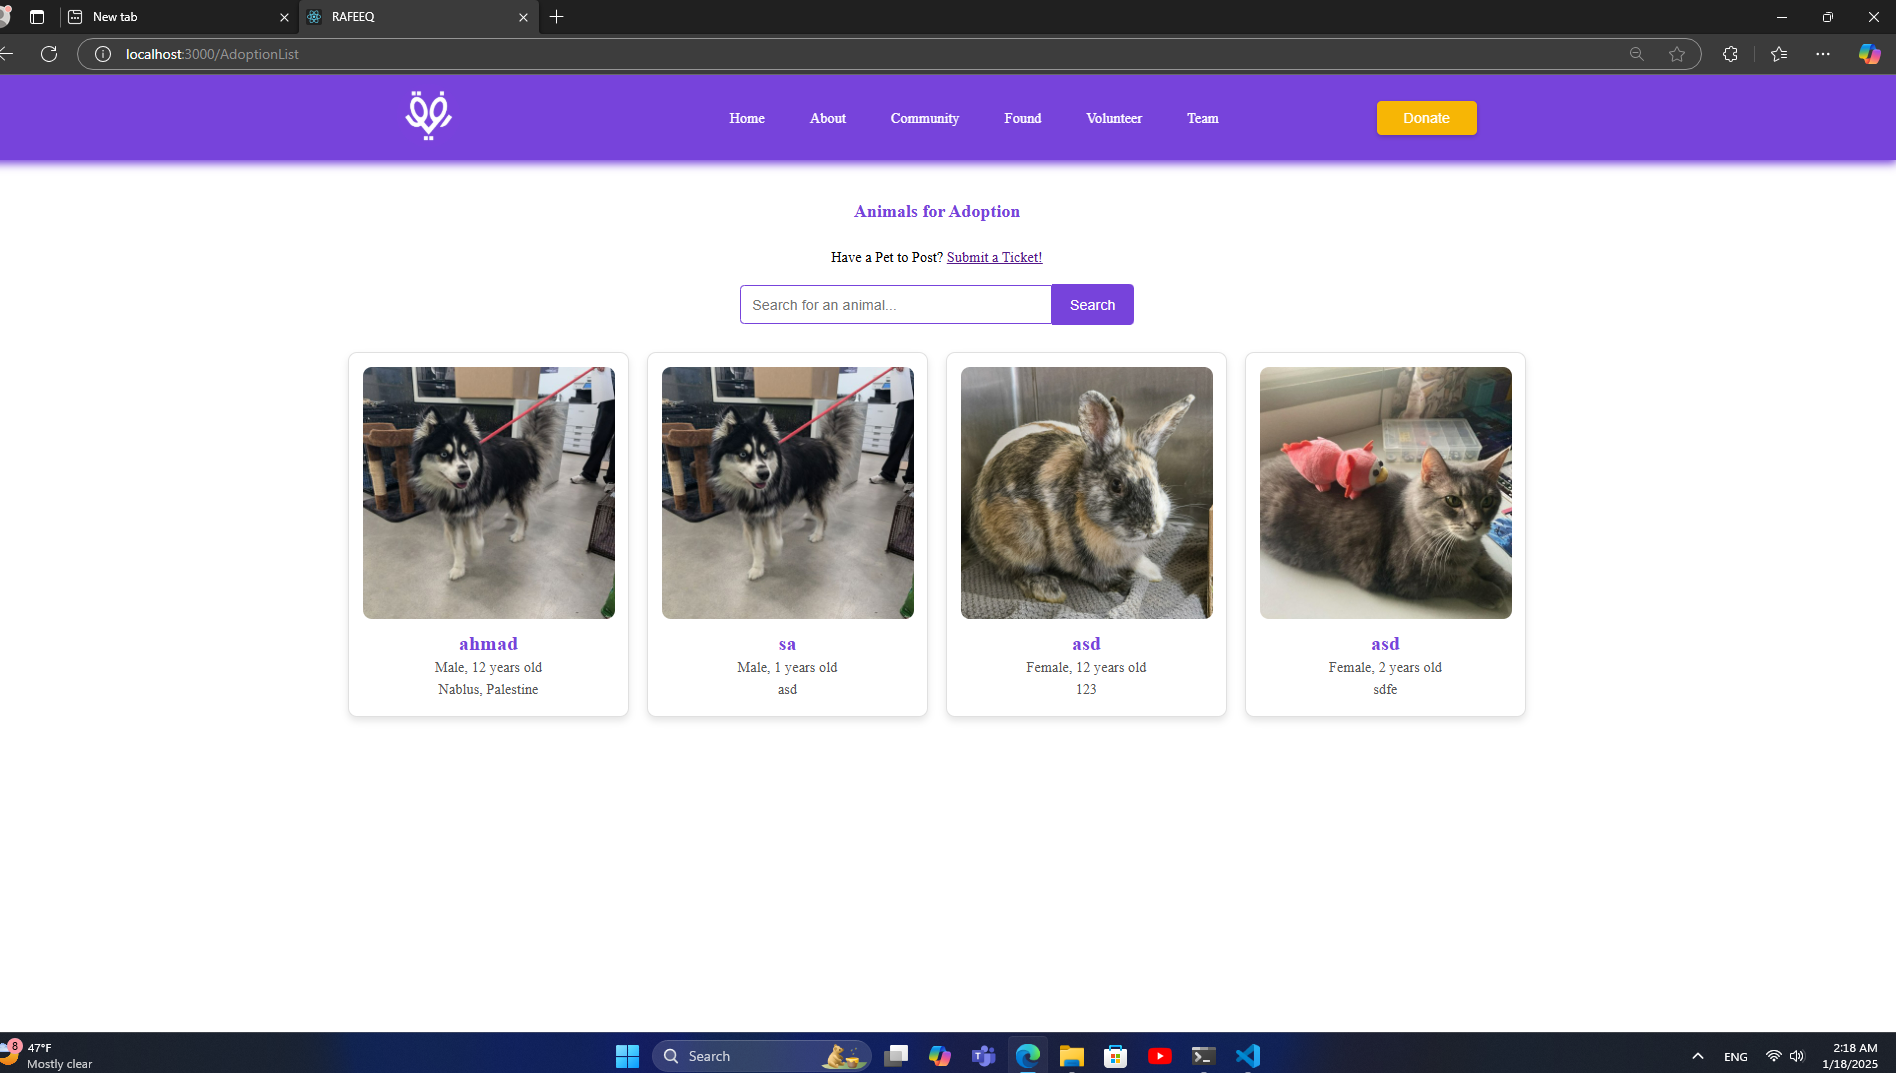 New tab
RAFEEQ
localhost:3000/AdoptionList
Home About Community Found Volunteer Team
Donate
Animals for Adoption
Have a Pet to Post? Submit a Ticket!
Search for an animal...
Search
ahmad
Male, 12 years old
Nablus, Palestine
sa
Male, 1 years old
asd
asd
Female, 12 years old
123
asd
Female, 2 years old
sdfe
8
47°F
Mostly clear
Search
ENG
2:18 AM
1/18/2025